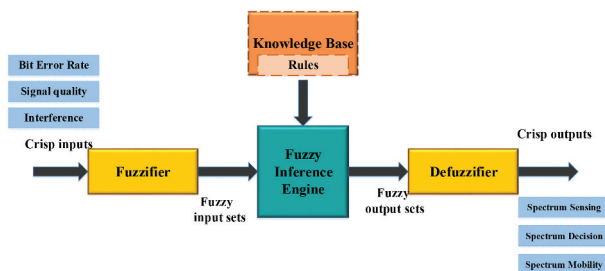 Knowledge Base
Rules
Bit Error Rate
Signal quality
Interference
Crisp inputs
Fuzzifier
Fuzzy
input sets
Fuzzy
Inference
Engine
Fuzzy
output sets
Defuzzifier
Crisp outputs
Spectrum Sensing
Spectrum Decision
Spectrum Mobility